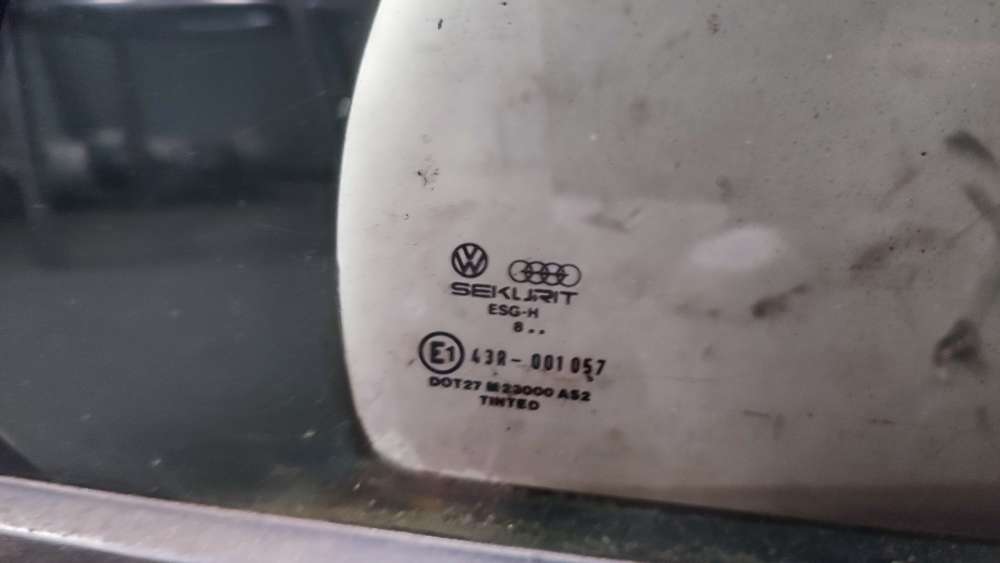 SEKURIT
ESG-H
8 . .
E1 43R - 001057
DOT27 M23000 AS2
TINTED